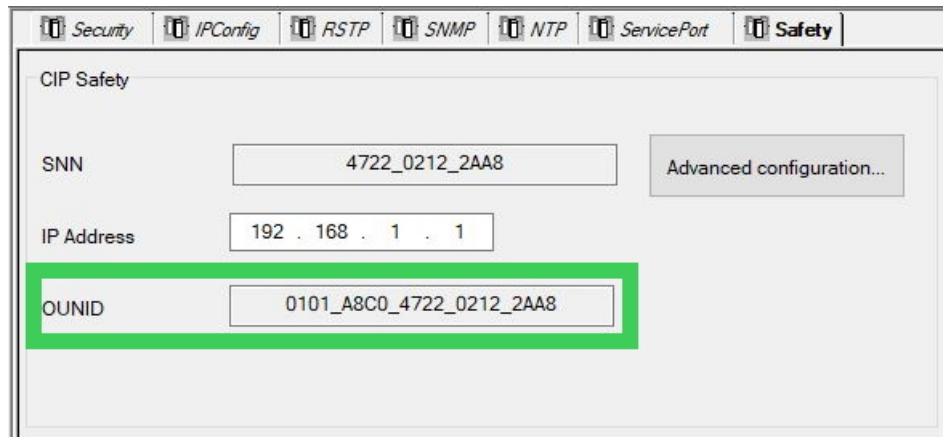 Security IPConfig RSTP SNMP NTP ServicePort Safety
CIP Safety
SNN 4722_0212_2AA8 Advanced configuration...
IP Address 192 . 168 . 1 . 1
OUNID 0101_A8C0_4722_0212_2AA8